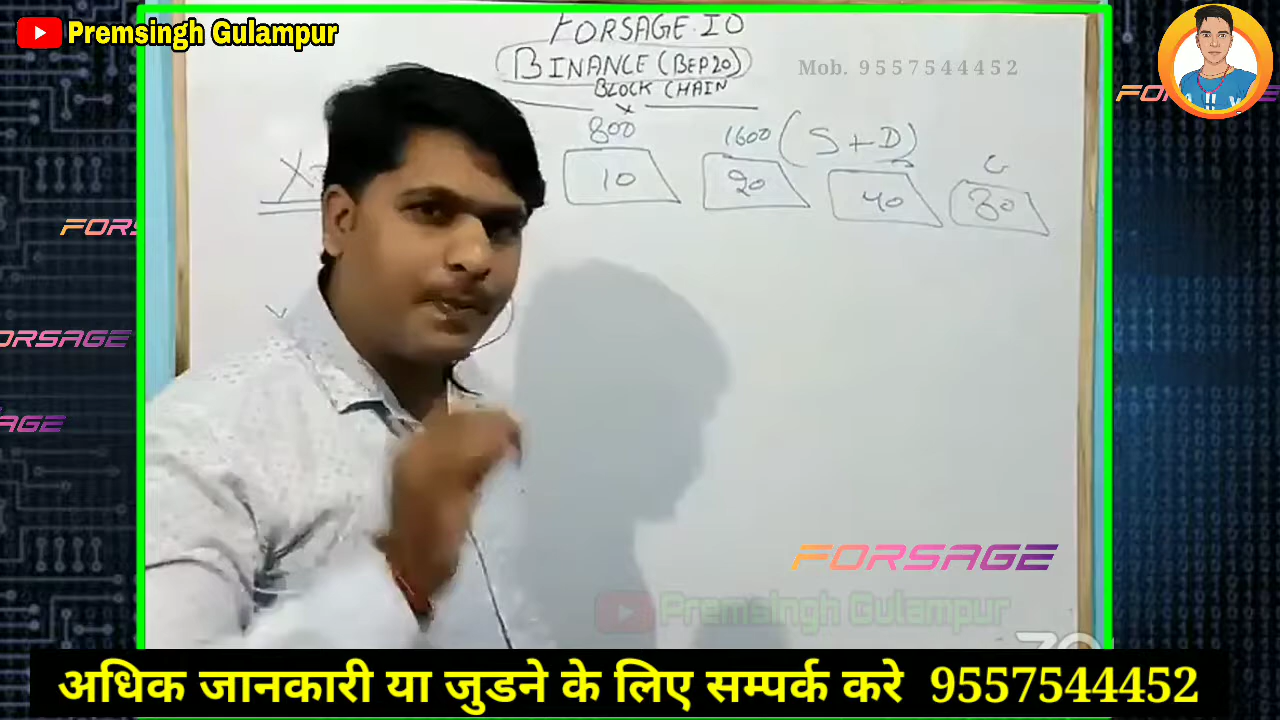 Premsingh Gulampur
FORSAGE.IO
BINANCE (BEP20)
BLOCK CHAIN
Mob. 9557544452
X
800
1600 (S+D)
10
20
40
80
FORSAGE
Premsingh Gulampur
अधिक जानकारी या जुडने के लिए सम्पर्क करे 9557544452